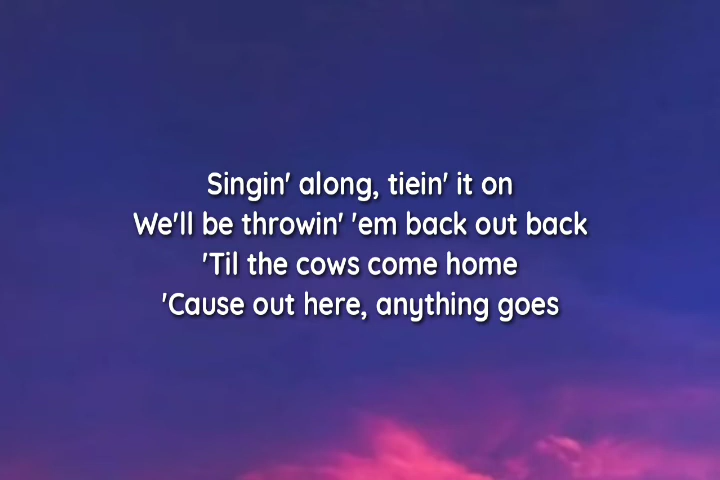 Singin' along, tiein' it on
We'll be throwin' 'em back out back
'Til the cows come home
'Cause out here, anything goes